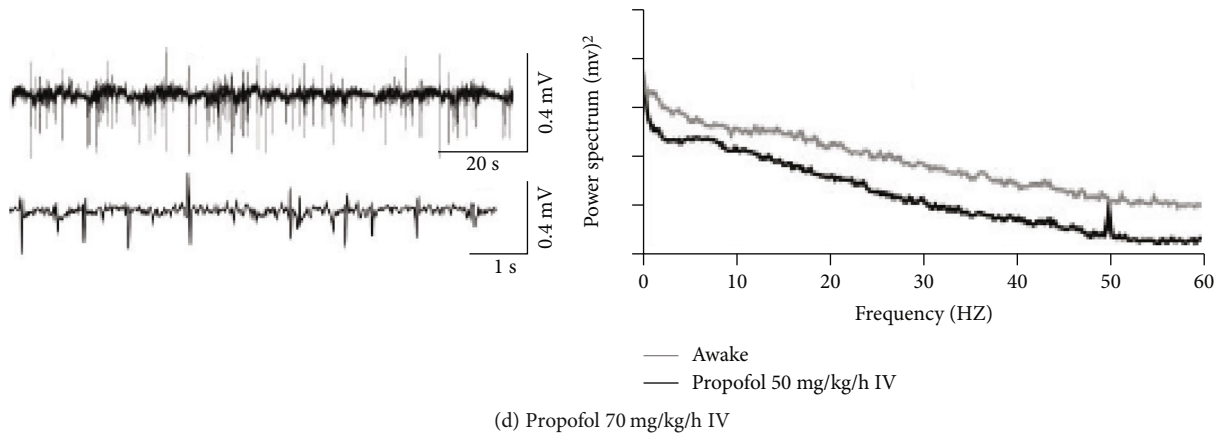 0.4 mV
20 s
0.4 mV
1 s
Power spectrum (mv)²
0 10 20 30 40 50 60
Frequency (HZ)
Awake
Propofol 50 mg/kg/h IV
(d) Propofol 70 mg/kg/h IV